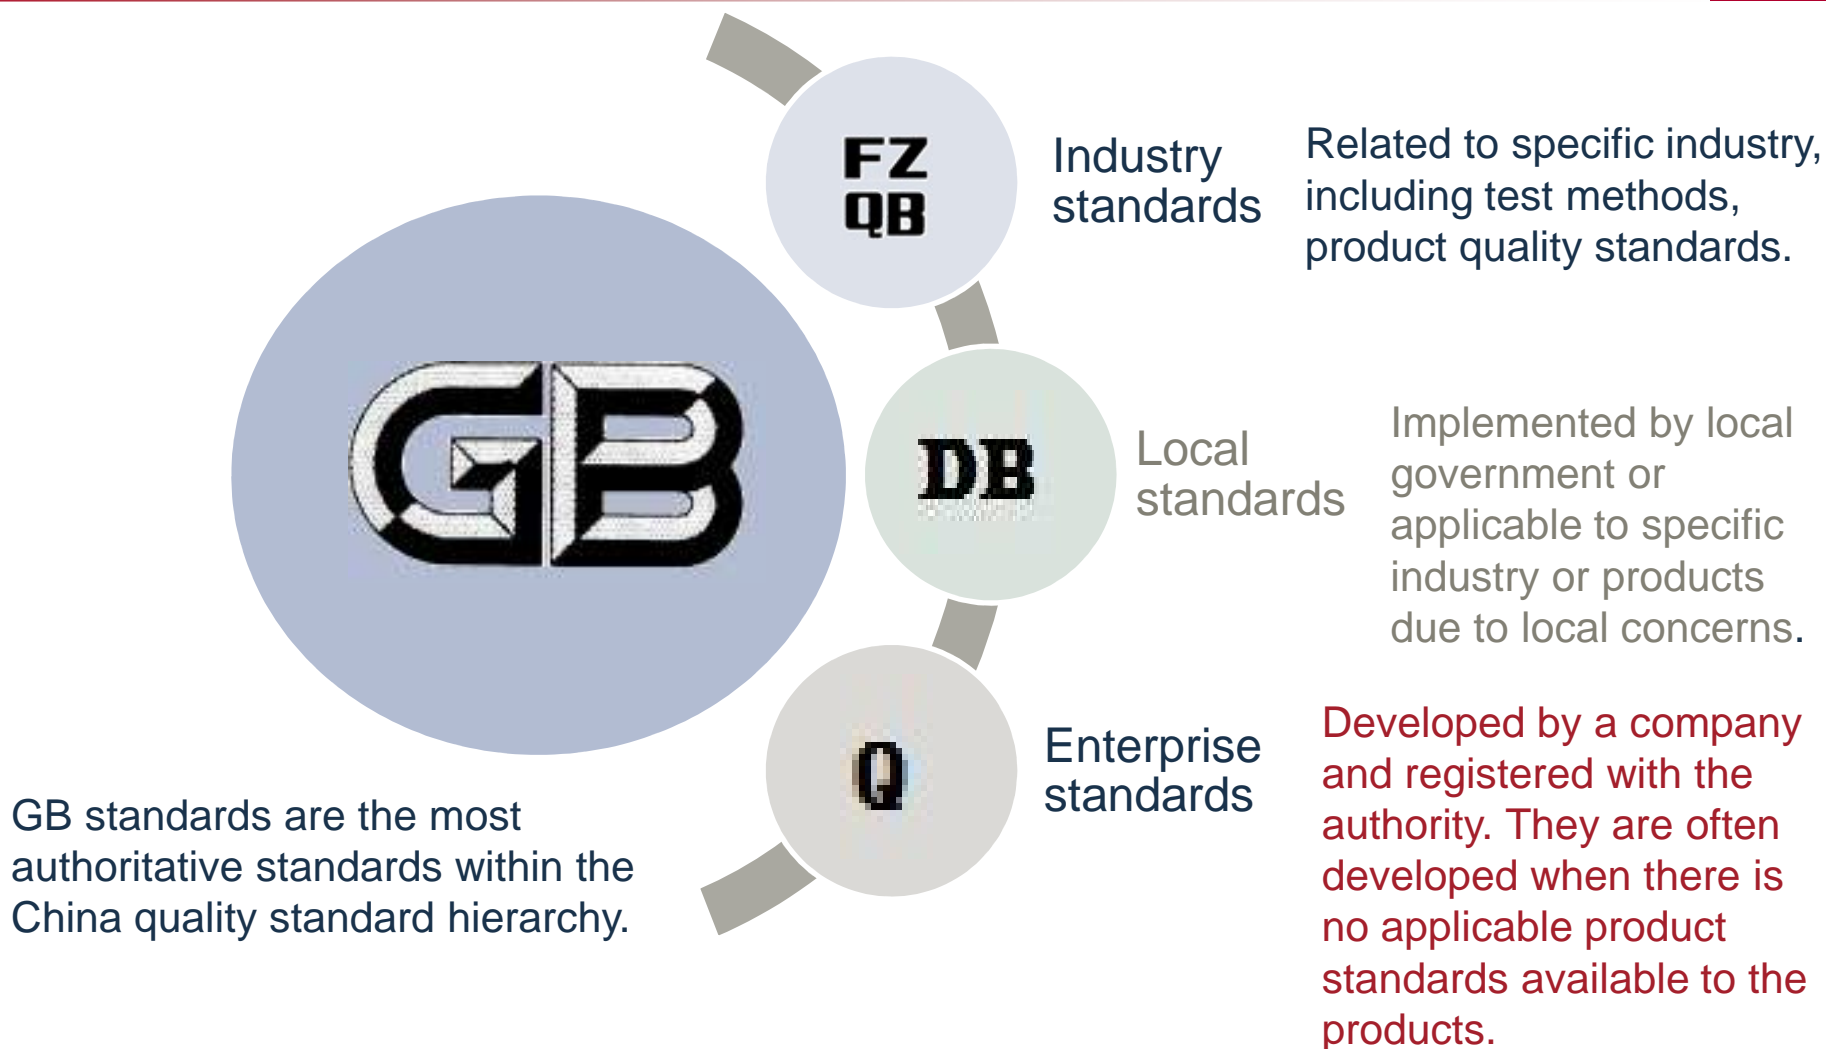 FZ
QB
Industry
standards
Related to specific industry,
including test methods,
product quality standards.
GB
DB
Local
standards
Implemented by local
government or
applicable to specific
industry or products
due to local concerns.
Q
Enterprise
standards
Developed by a company
and registered with the
authority. They are often
developed when there is
no applicable product
standards available to the
products.
GB standards are the most
authoritative standards within the
China quality standard hierarchy.